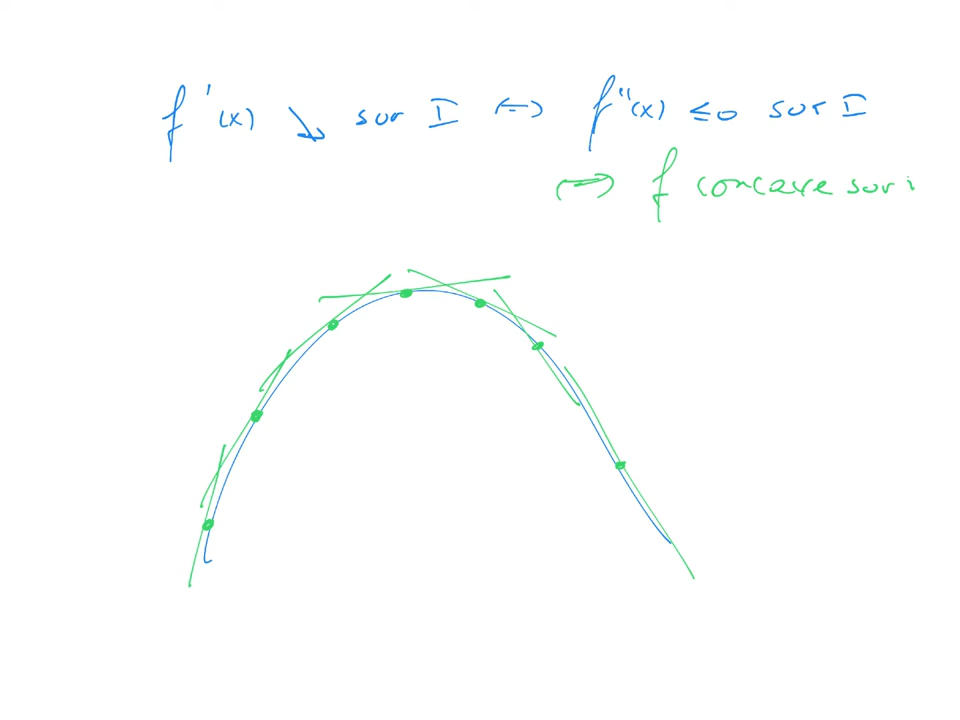 f'(x) ↘ sur I ⟺ f''(x) ≤0 sur I
⟺ f concave sur I